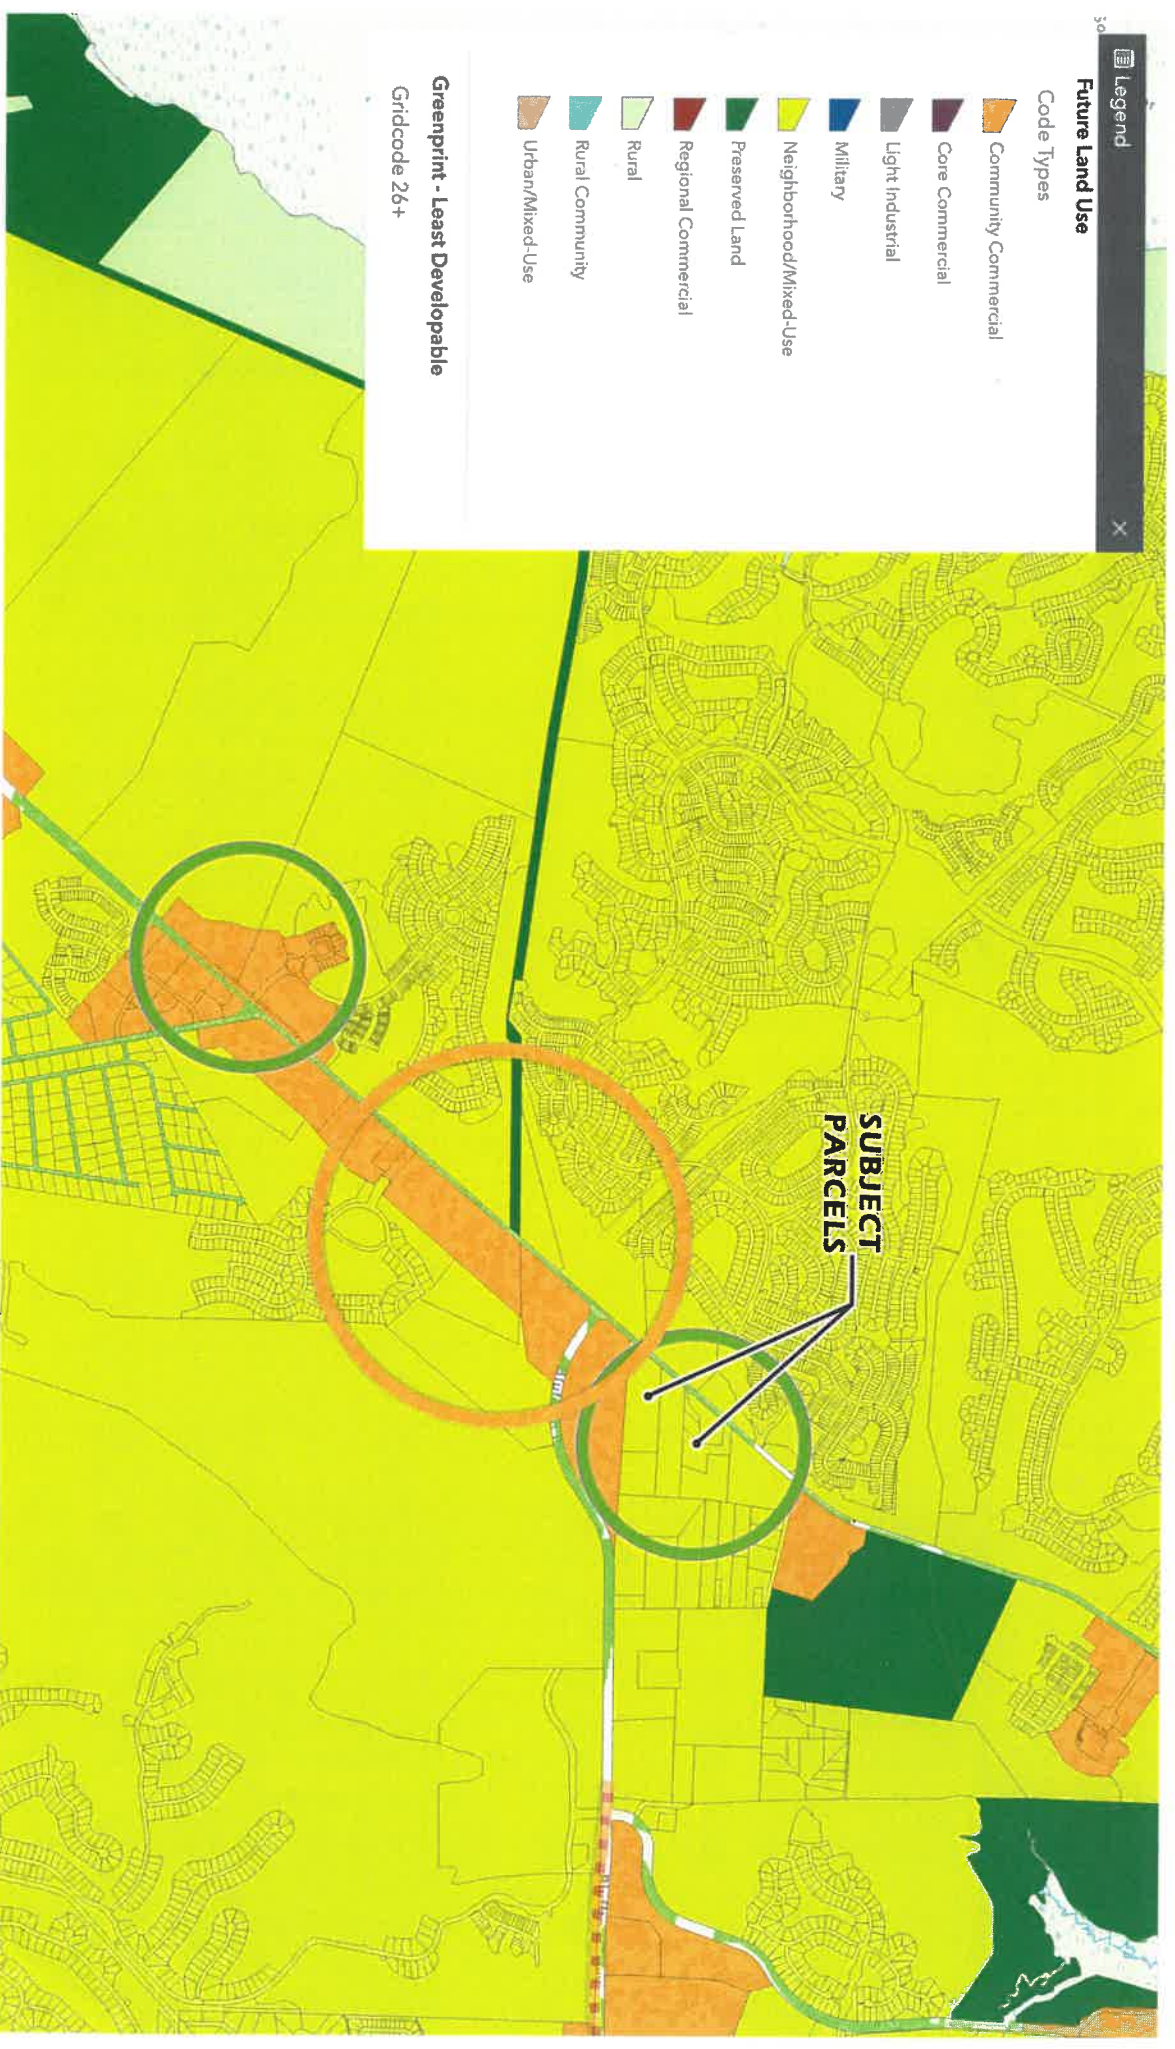 Legend
Future Land Use
Code Types
Community Commercial
Core Commercial
Light Industrial
Military
Neighborhood/Mixed-Use
Preserved Land
Regional Commercial
Rural
Rural Community
Urban/Mixed-Use
Greenprint - Least Developable
Gridcode 26+
SUBJECT
PARCELS